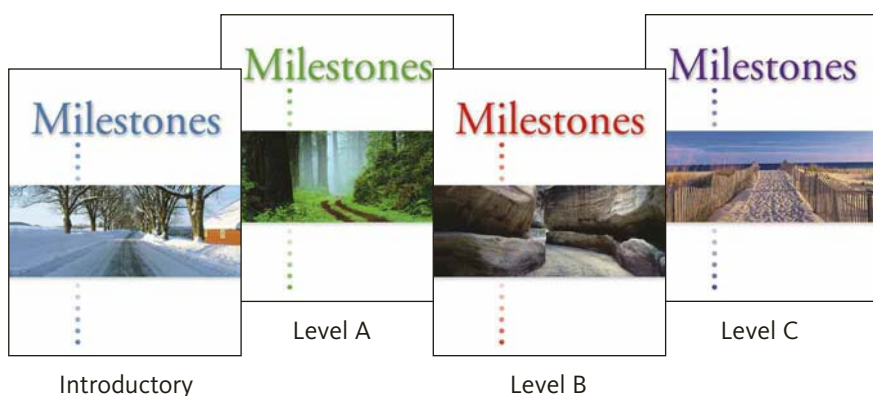 Milestones
Introductory
Milestones
Level A
Milestones
Level B
Milestones
Level C